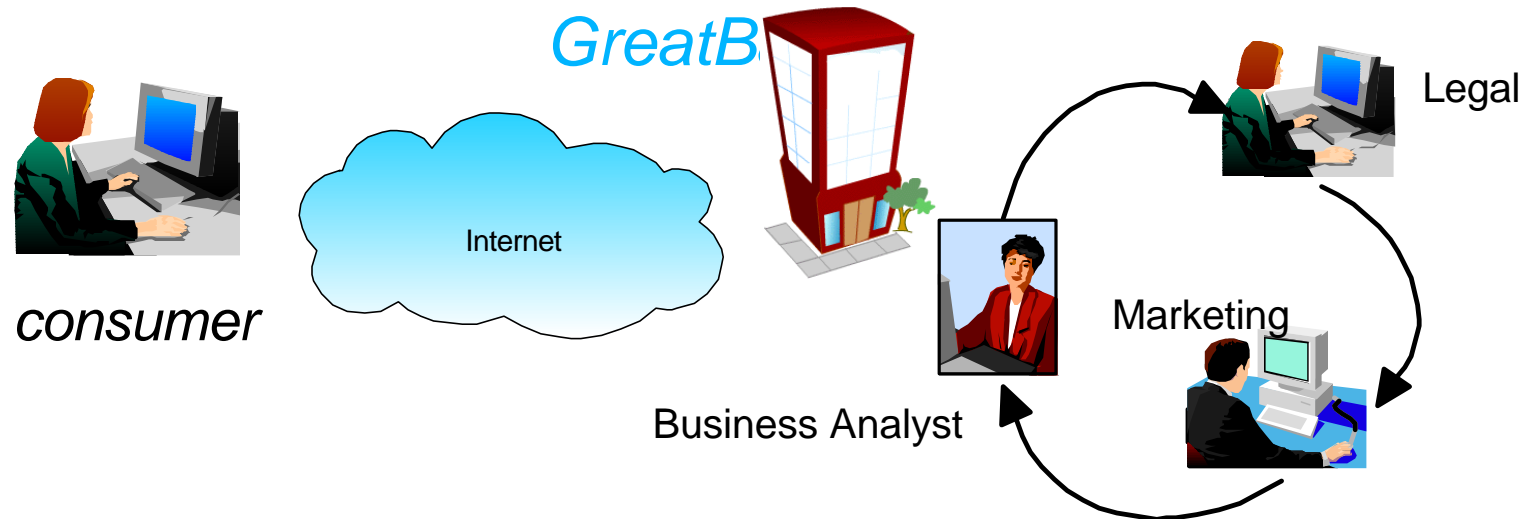 GreatB
Legal
Internet
consumer
Marketing
Business Analyst